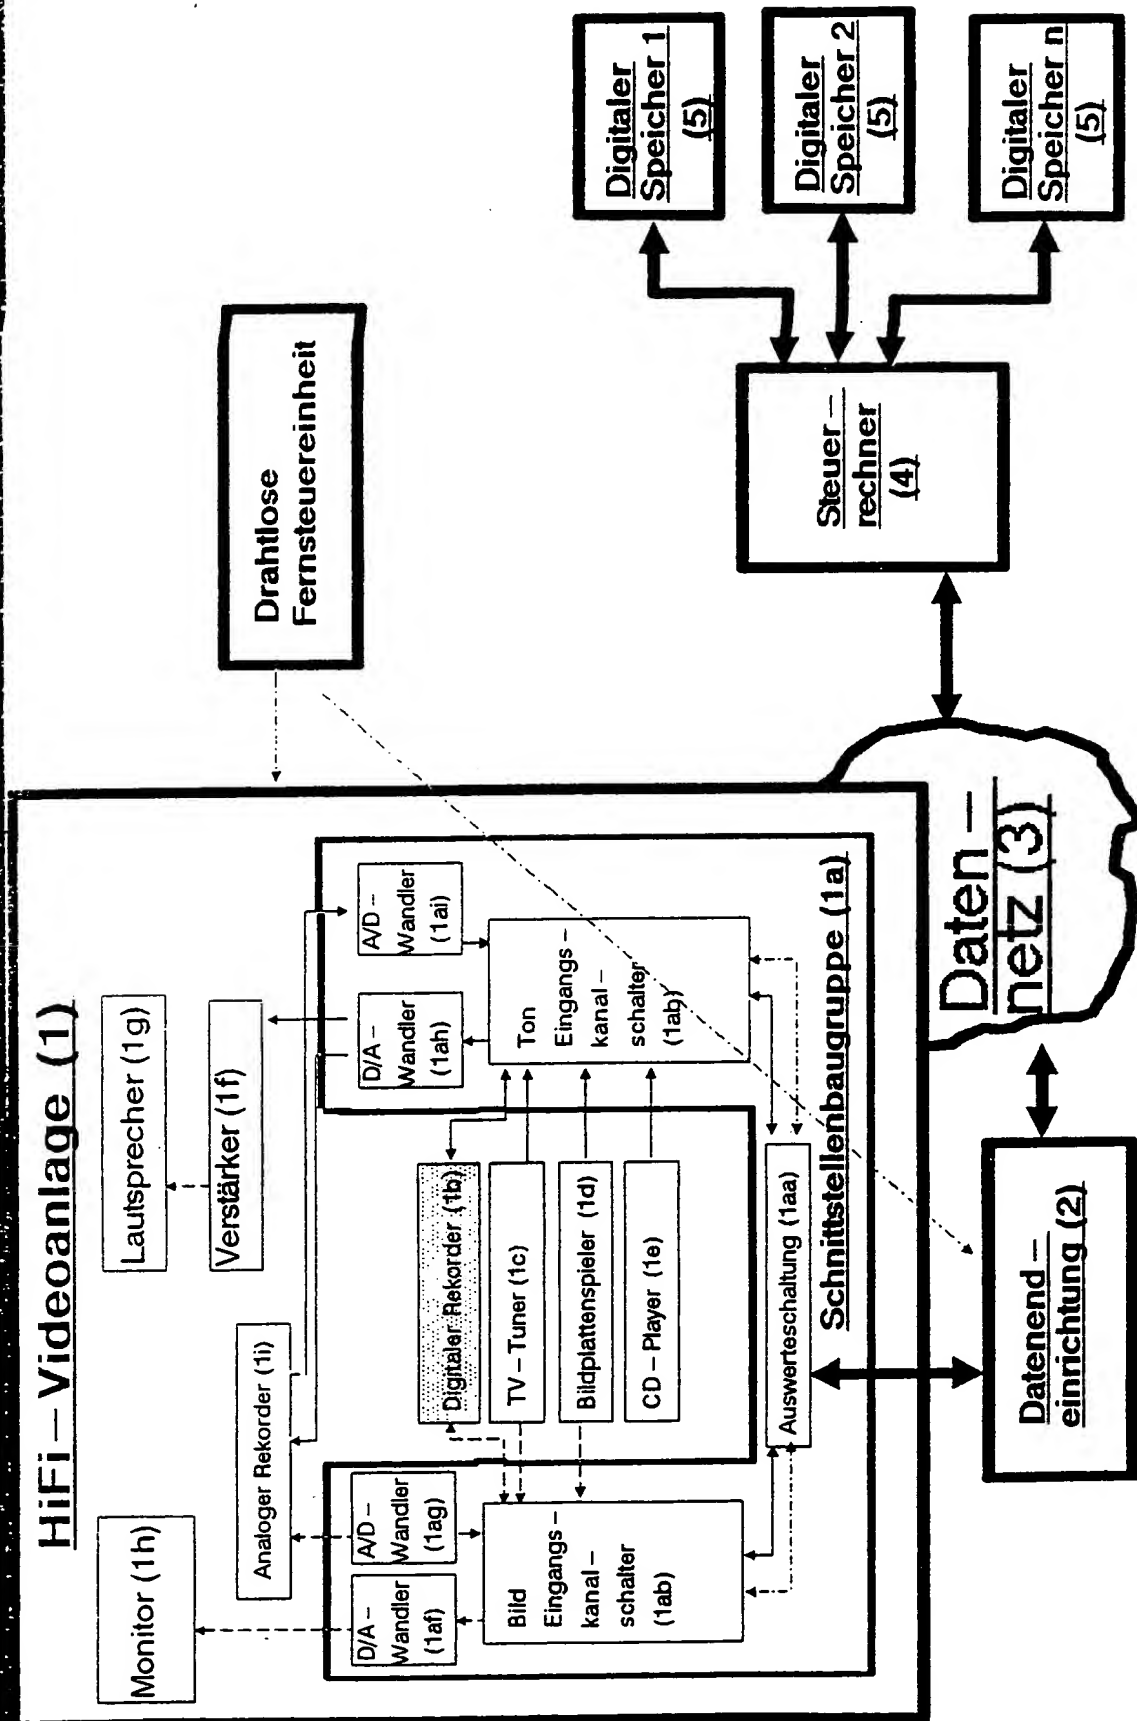 HiFi – Videoanlage (1)
Monitor (1h)
Lautsprecher (1g)
Verstärker (1f)
Analoger Rekorder (1i)
D/A –
Wandler
(1af)
A/D –
Wandler
(1ag)
D/A –
Wandler
(1ah)
A/D –
Wandler
(1ai)
Digitaler Rekorder (1b)
TV – Tuner (1c)
Bildplattenspieler (1d)
CD – Player (1e)
Bild
Eingangs –
kanal –
schalter
(1ab)
Ton
Eingangs –
kanal –
schalter
(1ab)
Auswerteschaltung (1aa)
Schnittstellenbaugruppe (1a)
Drahtlose
Fernsteuereinheit
Datenend –
einrichtung (2)
Daten –
netz (3)
Steuer –
rechner
(4)
Digitaler
Speicher 1
(5)
Digitaler
Speicher 2
(5)
Digitaler
Speicher n
(5)